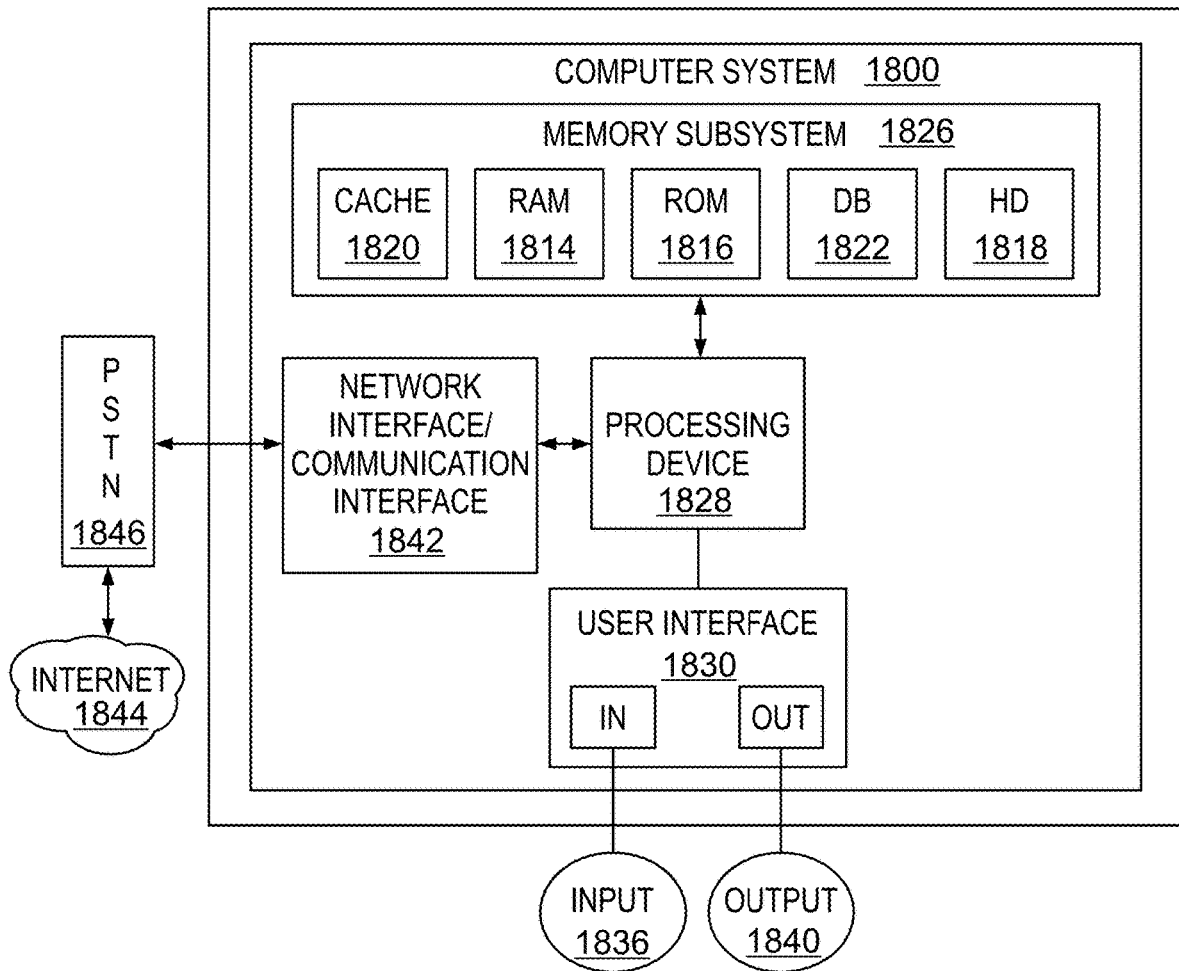 COMPUTER SYSTEM 1800
MEMORY SUBSYSTEM 1826
CACHE
1820
RAM
1814
ROM
1816
DB
1822
HD
1818
P
S
T
N
1846
NETWORK
INTERFACE/
COMMUNICATION
INTERFACE
1842
PROCESSING
DEVICE
1828
INTERNET
1844
USER INTERFACE
1830
IN
OUT
INPUT
1836
OUTPUT
1840